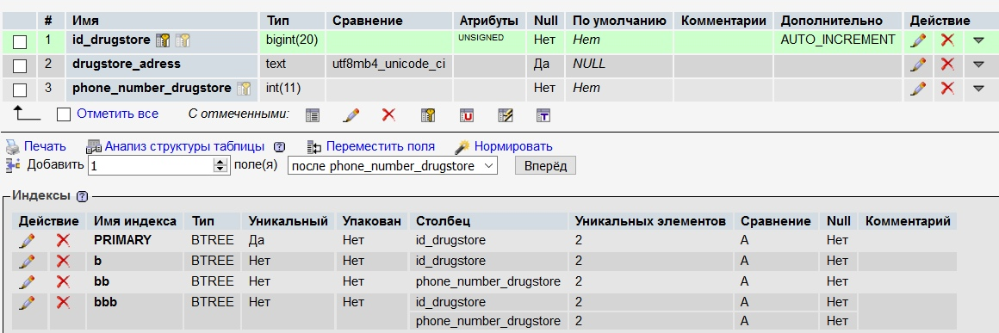 # Имя Тип Сравнение Атрибуты Null По умолчанию Комментарии Дополнительно Действие
1 id_drugstore bigint(20) UNSIGNED Нет Нет AUTO_INCREMENT
2 drugstore_adress text utf8mb4_unicode_ci Да NULL
3 phone_number_drugstore int(11) Нет Нет
Отметить все С отмеченными: U T
Печать Анализ структуры таблицы ? Переместить поля Нормировать
Добавить 1 поле(я) после phone_number_drugstore Вперёд
Индексы ?
Действие Имя индекса Тип Уникальный Упакован Столбец Уникальных элементов Сравнение Null Комментарий
PRIMARY BTREE Да Нет id_drugstore 2 A Нет
b BTREE Нет Нет id_drugstore 2 A Нет
bb BTREE Нет Нет phone_number_drugstore 2 A Нет
bbb BTREE Нет Нет id_drugstore 2 A Нет
phone_number_drugstore 2 A Нет